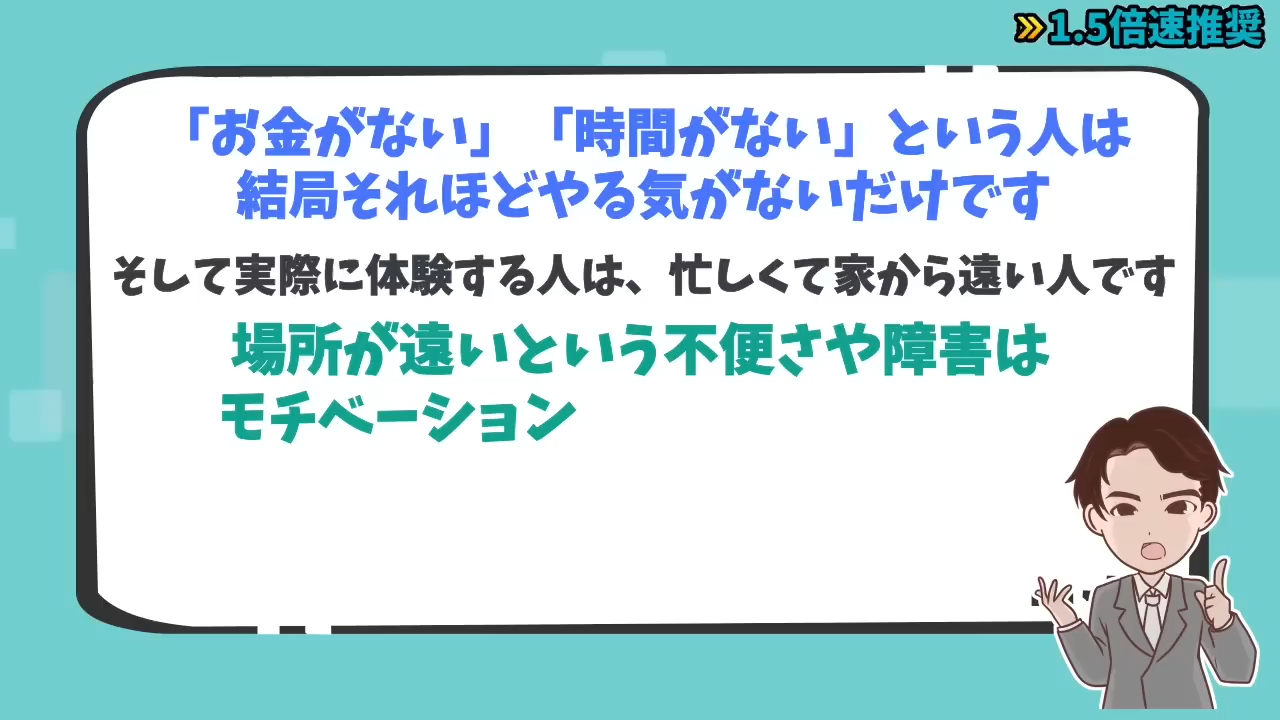 1.5倍速推奨
「お金がない」「時間がない」という人は
結局それほどやる気がないだけです
そして実際に体験する人は、忙しくて家から遠い人です
場所が遠いという不便さや障害は
モチベーション